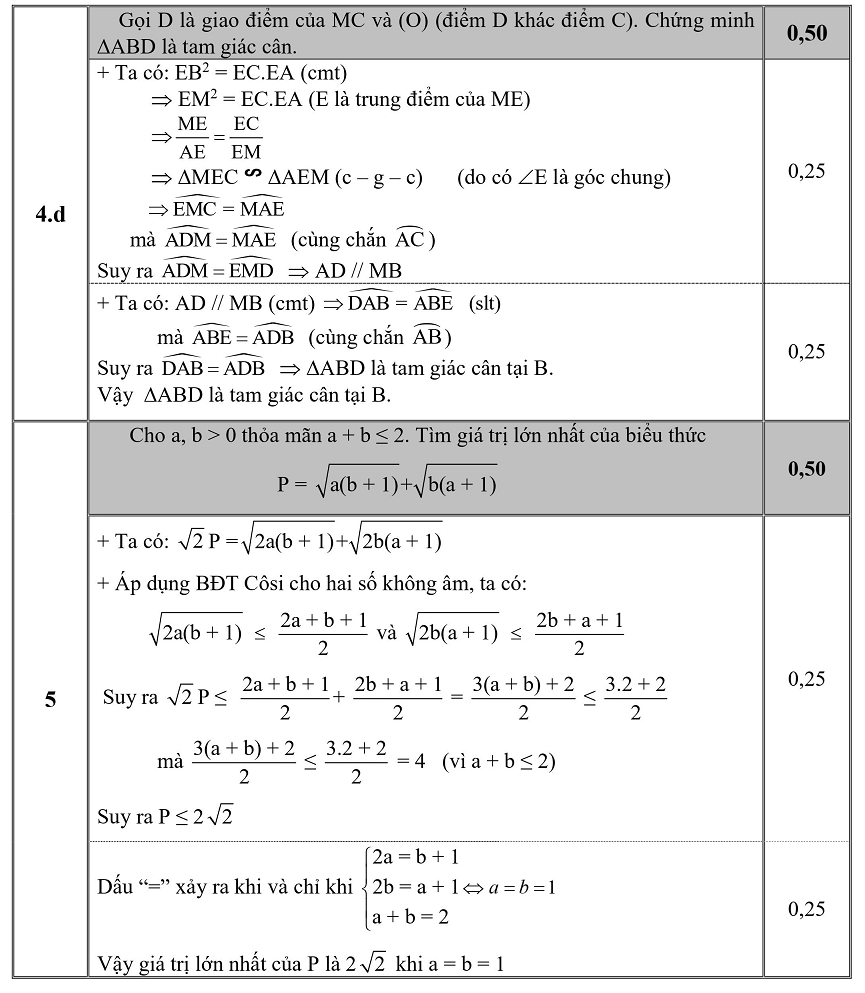 Gọi D là giao điểm của MC và (O) (điểm D khác điểm C). Chứng minh
ΔABD là tam giác cân.
0,50
4.d
+ Ta có: EB² = EC.EA (cmt)
⇒ EM² = EC.EA (E là trung điểm của ME)
⇒ ME/AE = EC/EM
⇒ ΔMEC ∽ ΔAEM (c – g – c) (do có ∠E là góc chung)
⇒ EMC = MAE
mà ADM = MAE (cùng chắn AC)
Suy ra ADM = EMD ⇒ AD // MB
0,25
+ Ta có: AD // MB (cmt) ⇒ DAB = ABE (slt)
mà ABE = ADB (cùng chắn AB)
Suy ra DAB = ADB ⇒ ΔABD là tam giác cân tại B.
Vậy ΔABD là tam giác cân tại B.
0,25
5
Cho a, b > 0 thỏa mãn a + b ≤ 2. Tìm giá trị lớn nhất của biểu thức
P = √(a(b + 1)) + √(b(a + 1))
0,50
+ Ta có: √2 P = √(2a(b + 1)) + √(2b(a + 1))
+ Áp dụng BĐT Côsi cho hai số không âm, ta có:
√(2a(b + 1)) ≤ (2a + b + 1)/2 và √(2b(a + 1)) ≤ (2b + a + 1)/2
Suy ra √2 P ≤ (2a + b + 1)/2 + (2b + a + 1)/2 = (3(a + b) + 2)/2 ≤ (3.2 + 2)/2
mà (3(a + b) + 2)/2 ≤ (3.2 + 2)/2 = 4 (vì a + b ≤ 2)
Suy ra P ≤ 2√2
0,25
Dấu “=” xảy ra khi và chỉ khi { 2a = b + 1
2b = a + 1 ⇔ a = b = 1
a + b = 2
Vậy giá trị lớn nhất của P là 2√2 khi a = b = 1
0,25